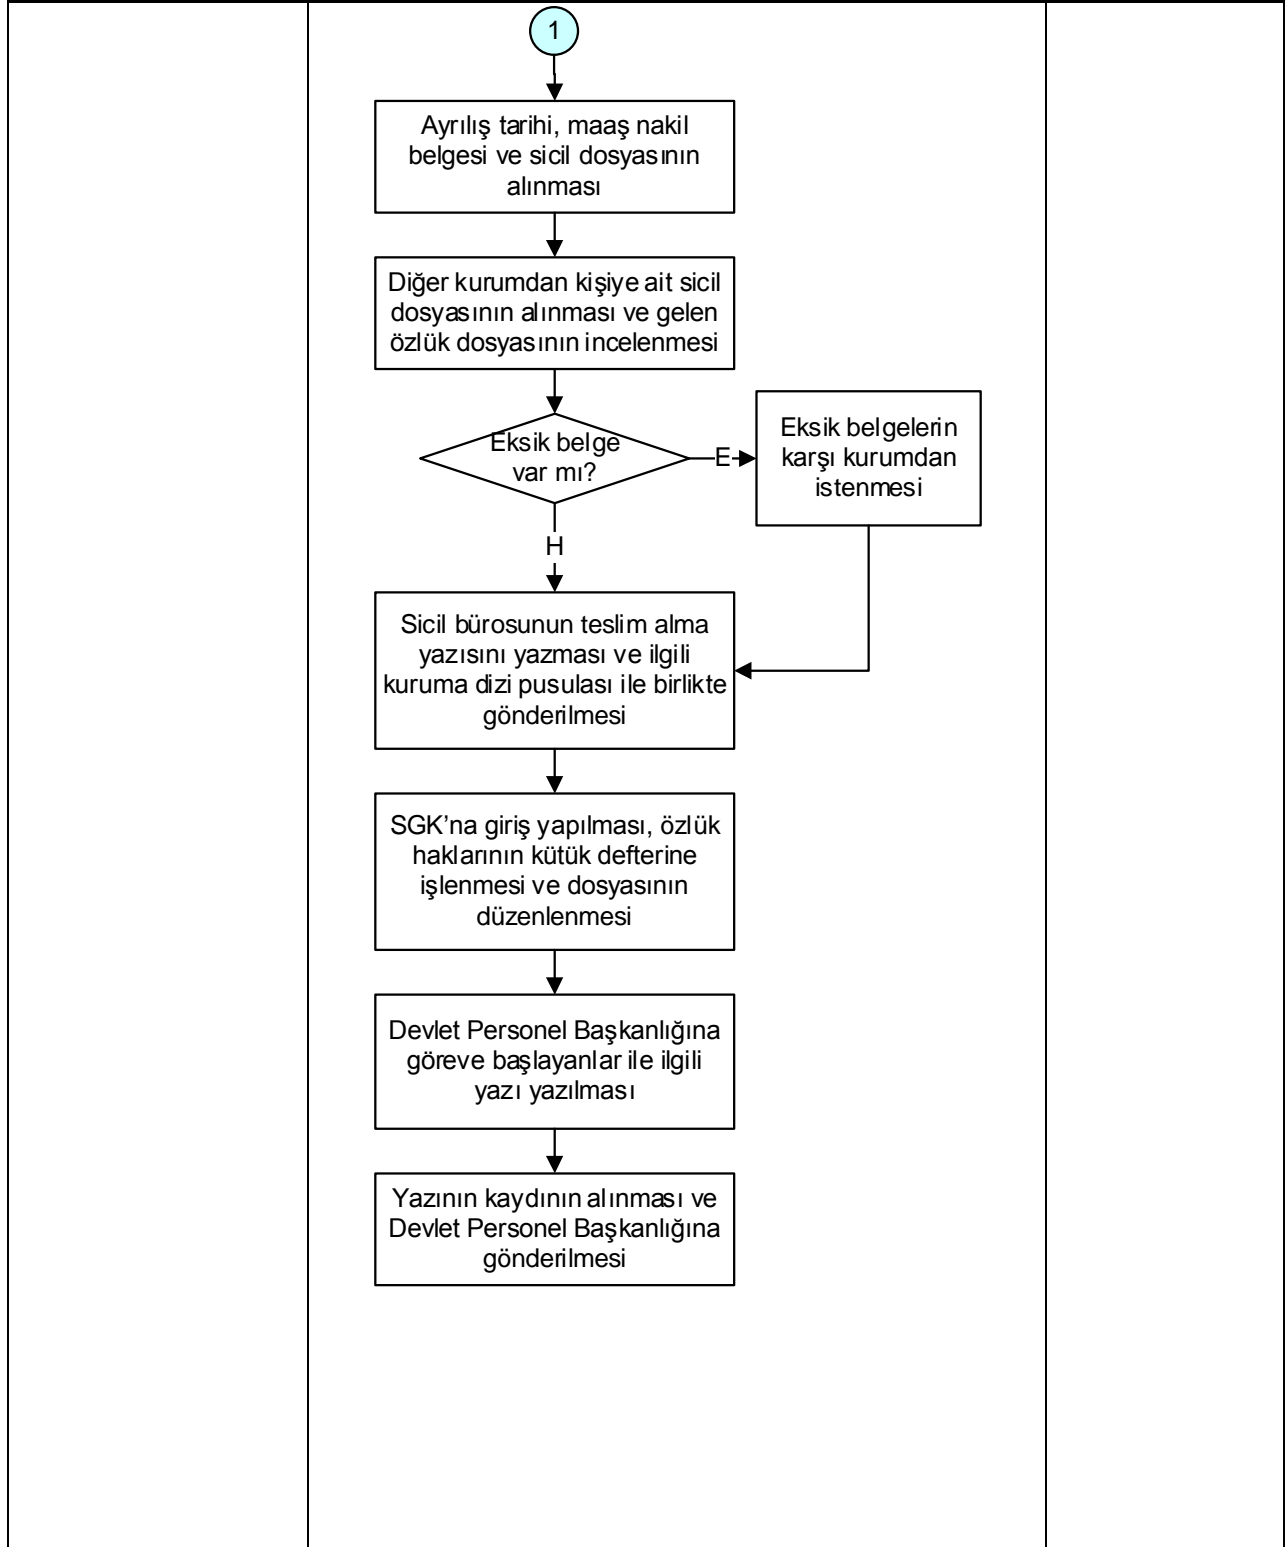 1
Ayrılış tarihi, maaş nakil
belgesi ve sicil dosyasının
alınması
Diğer kurumdan kişiye ait sicil
dosyasının alınması ve gelen
özlük dosyasının incelenmesi
Eksik belge
var mı?
E
Eksik belgelerin
karşı kurumdan
istenmesi
H
Sicil bürosunun teslim alma
yazısını yazması ve ilgili
kuruma dizi pusulası ile birlikte
gönderilmesi
SGK’na giriş yapılması, özlük
haklarının kütük defterine
işlenmesi ve dosyasının
düzenlenmesi
Devlet Personel Başkanlığına
göreve başlayanlar ile ilgili
yazı yazılması
Yazının kaydının alınması ve
Devlet Personel Başkanlığına
gönderilmesi